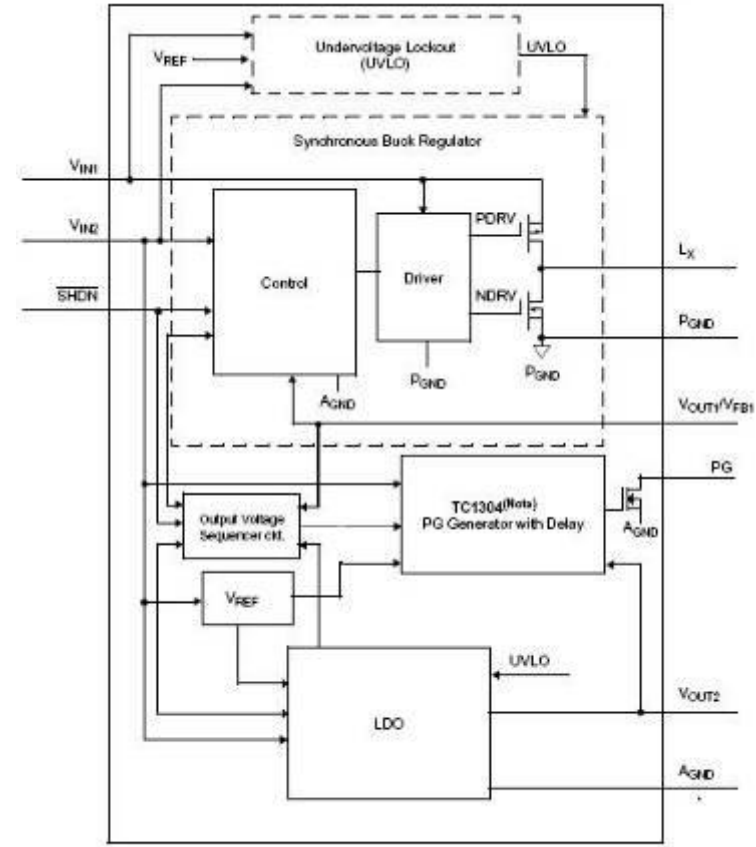 Undervoltage Lockout
(UVLO)
UVLO
VREF
Synchronous Buck Regulator
VIN1
VIN2
SHDN
Control
Driver
PDRV
NDRV
LX
PGND
PGND
PGND
AGND
VOUT1/VFB1
PG
TC1304(Note)
PG Generator with Delay
AGND
Output Voltage
Sequencer ckt.
VREF
UVLO
LDO
VOUT2
AGND